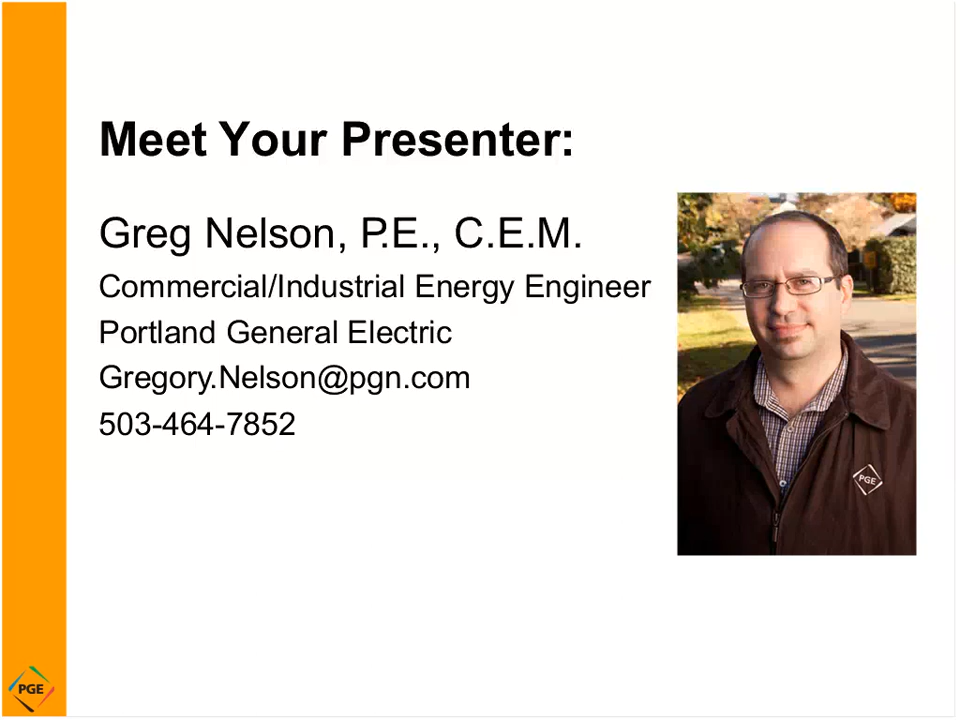 Meet Your Presenter:
Greg Nelson, P.E., C.E.M.
Commercial/Industrial Energy Engineer
Portland General Electric
Gregory.Nelson@pgn.com
503-464-7852
PGE
PGE